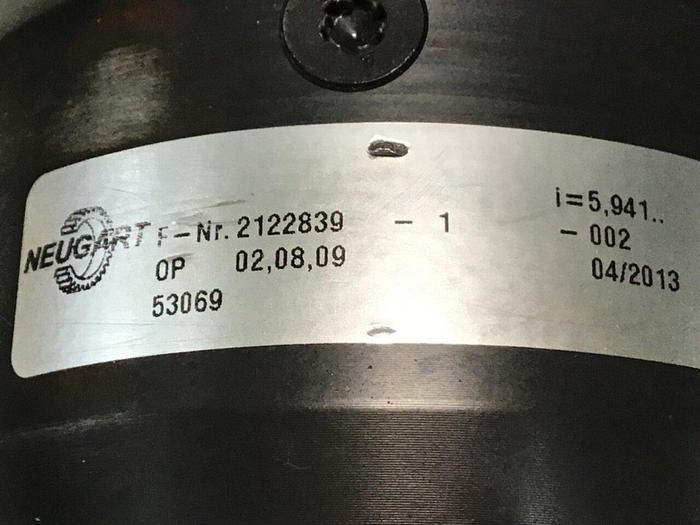 NEUGART
F-Nr. 2122839 - 1 i=5,941..
OP 02,08,09 - 002
53069 04/2013